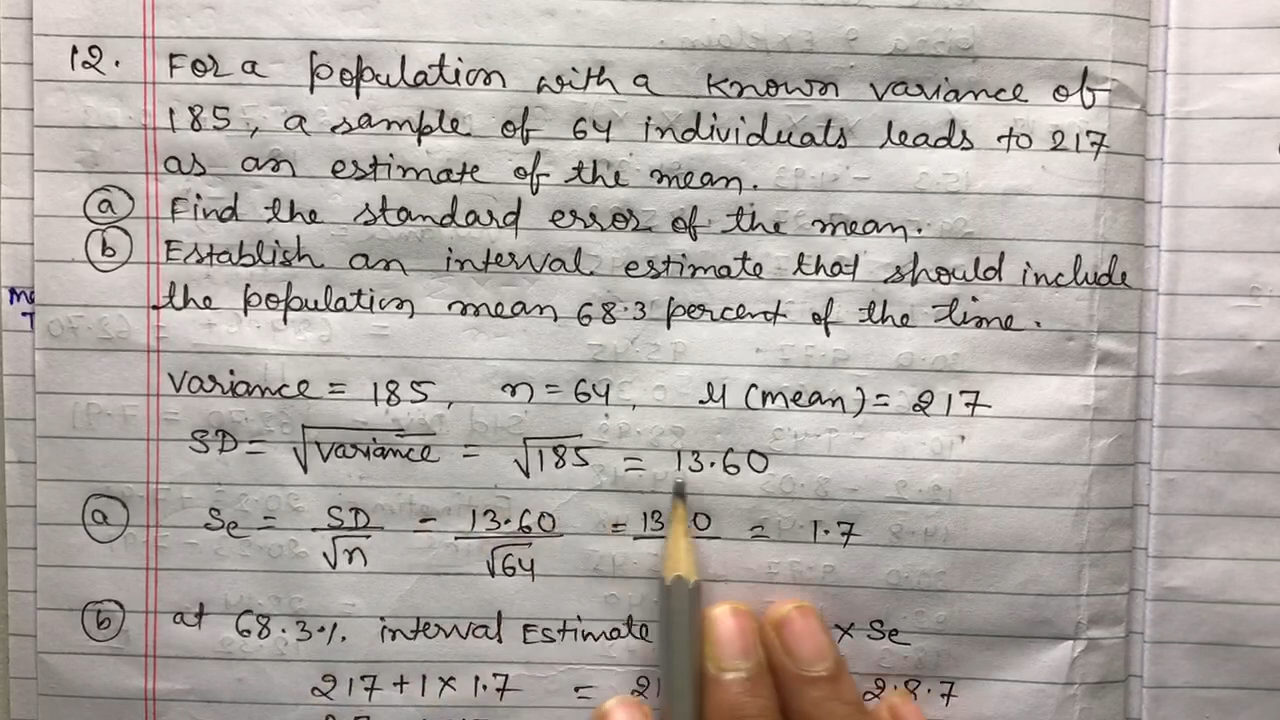 12. For a population with a known variance of
185, a sample of 64 individuals leads to 217
as an estimate of the mean.
(a) Find the standard error of the mean.
(b) Establish an interval estimate that should include
the population mean 68.3 percent of the time.
variance = 185, n = 64, μ (mean) = 217
SD = √variance = √185 = 13.60
(a) Se = SD/√n = 13.60/√64 = 13 0 = 1.7
(b) at 68.3%. interval Estimate × Se
217 + 1 × 1.7 = 21